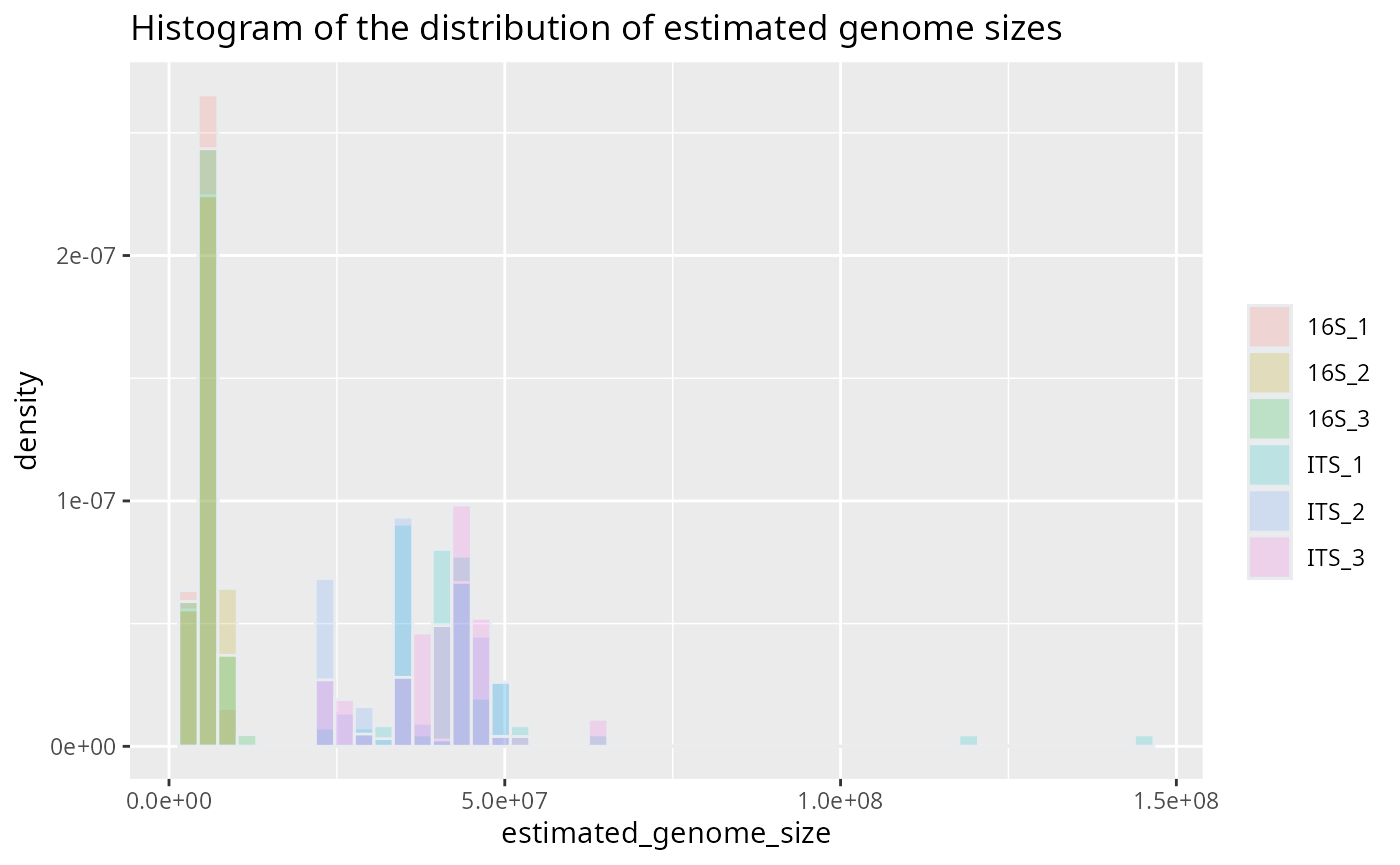 Histogram of the distribution of estimated genome sizes
density
2e-07
1e-07
0e+00
0.0e+00
5.0e+07
1.0e+08
1.5e+08
estimated_genome_size
16S_1
16S_2
16S_3
ITS_1
ITS_2
ITS_3